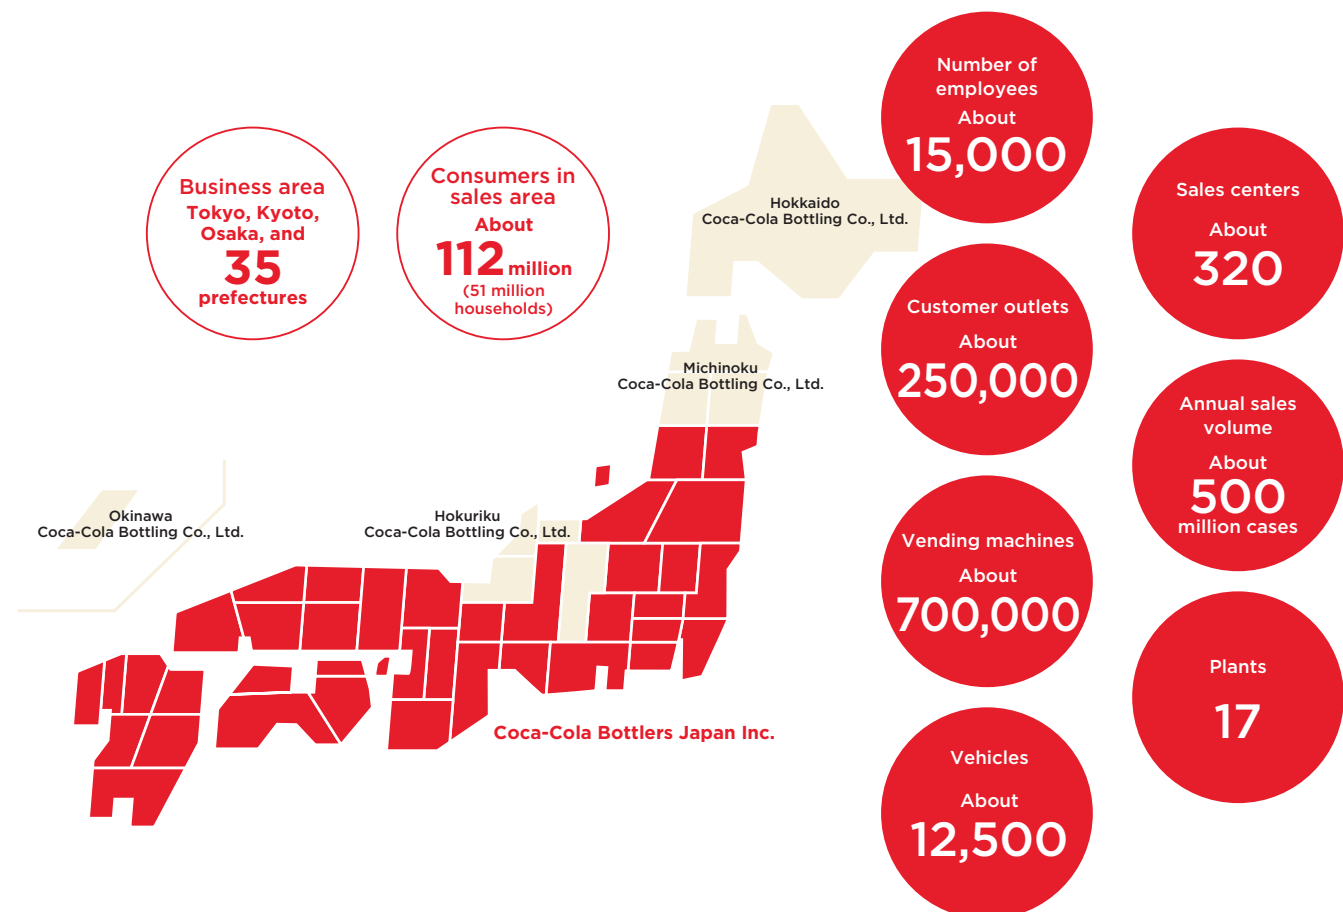 Business area
Tokyo, Kyoto,
Osaka, and
35
prefectures
Consumers in
sales area
About
112 million
(51 million
households)
Hokkaido
Coca-Cola Bottling Co., Ltd.
Michinoku
Coca-Cola Bottling Co., Ltd.
Okinawa
Coca-Cola Bottling Co., Ltd.
Hokuriku
Coca-Cola Bottling Co., Ltd.
Coca-Cola Bottlers Japan Inc.
Number of
employees
About
15,000
Sales centers
About
320
Customer outlets
About
250,000
Annual sales
volume
About
500
million cases
Vending machines
About
700,000
Plants
17
Vehicles
About
12,500